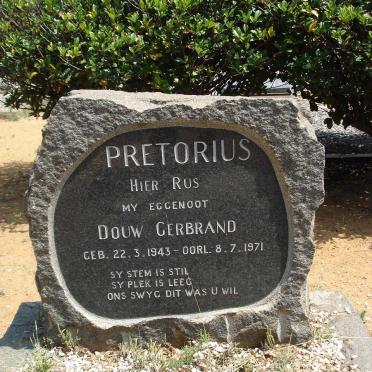 PRETORIUS
HIER RUS
MY EGGENOOT
DOUW GERBRAND
GEB. 22.3.1943 - OORL. 8.7.1971
SY STEM IS STIL
SY PLEK IS LEEG
ONS SWYG DIT WAS U WIL